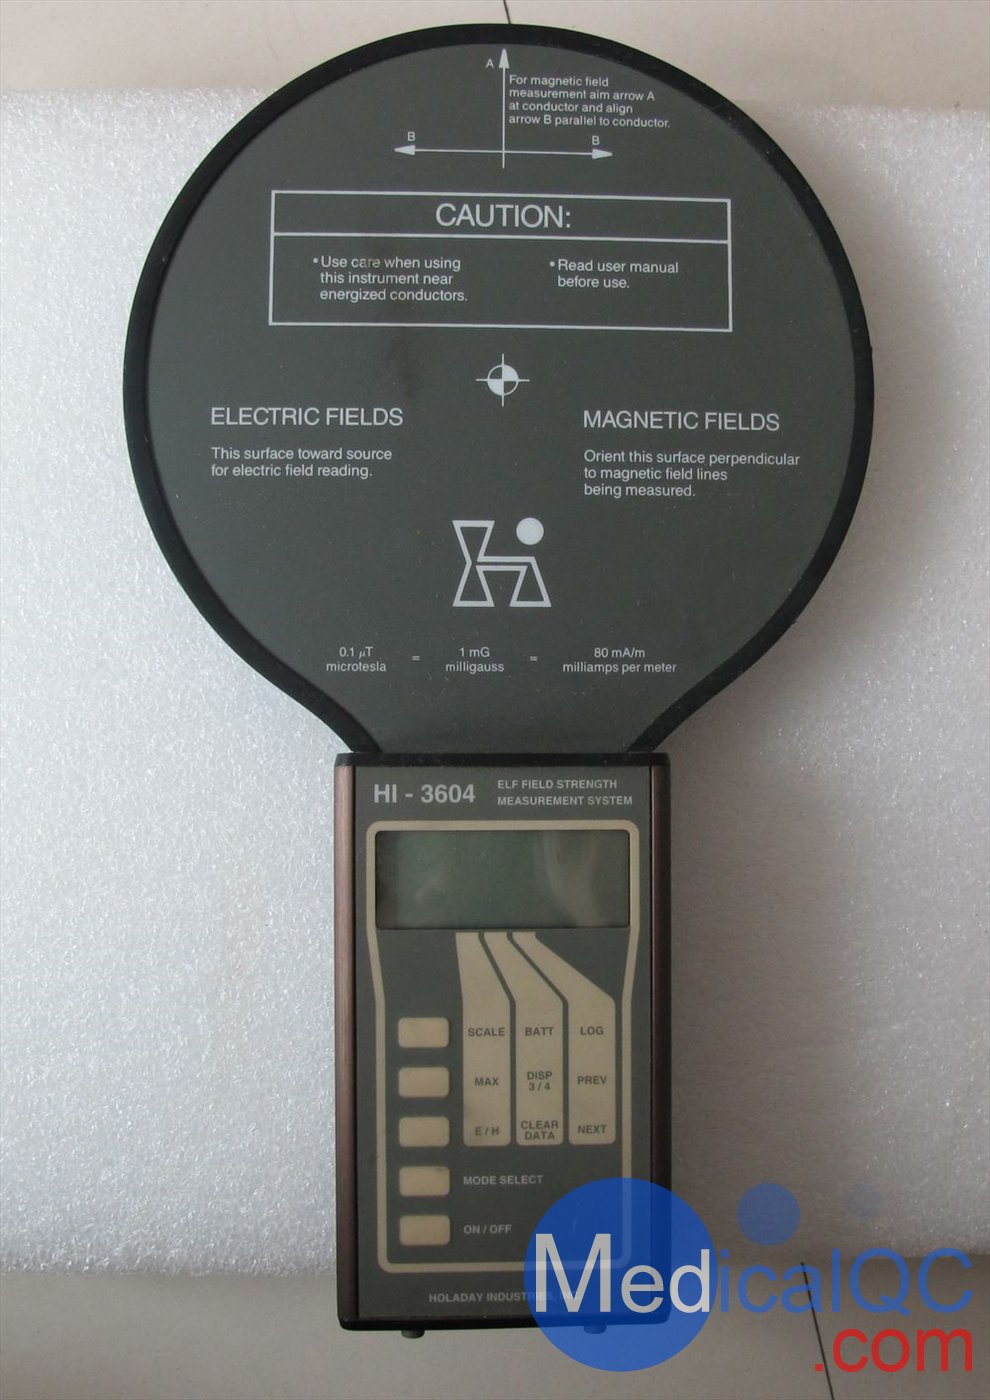 A
For magnetic field
measurement aim arrow A
at conductor and align
arrow B parallel to conductor.
B
B
CAUTION:
• Use care when using
this instrument near
energized conductors.
• Read user manual
before use.
ELECTRIC FIELDS
This surface toward source
for electric field reading.
MAGNETIC FIELDS
Orient this surface perpendicular
to magnetic field lines
being measured.
0.1 µT = 1 mG = 80 mA/m
microtesla milligauss milliamps per meter
HI - 3604
ELF FIELD STRENGTH
MEASUREMENT SYSTEM
SCALE BATT LOG
MAX DISP 3 / 4 PREV
E / H CLEAR DATA NEXT
MODE SELECT
ON / OFF
HOLADAY INDUSTRIES,
MedicalQC
.com